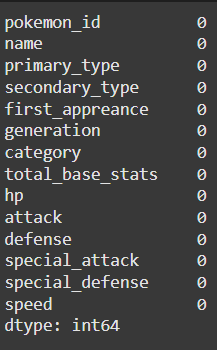 pokemon_id 0
name 0
primary_type 0
secondary_type 0
first_appreance 0
generation 0
category 0
total_base_stats 0
hp 0
attack 0
defense 0
special_attack 0
special_defense 0
speed 0
dtype: int64